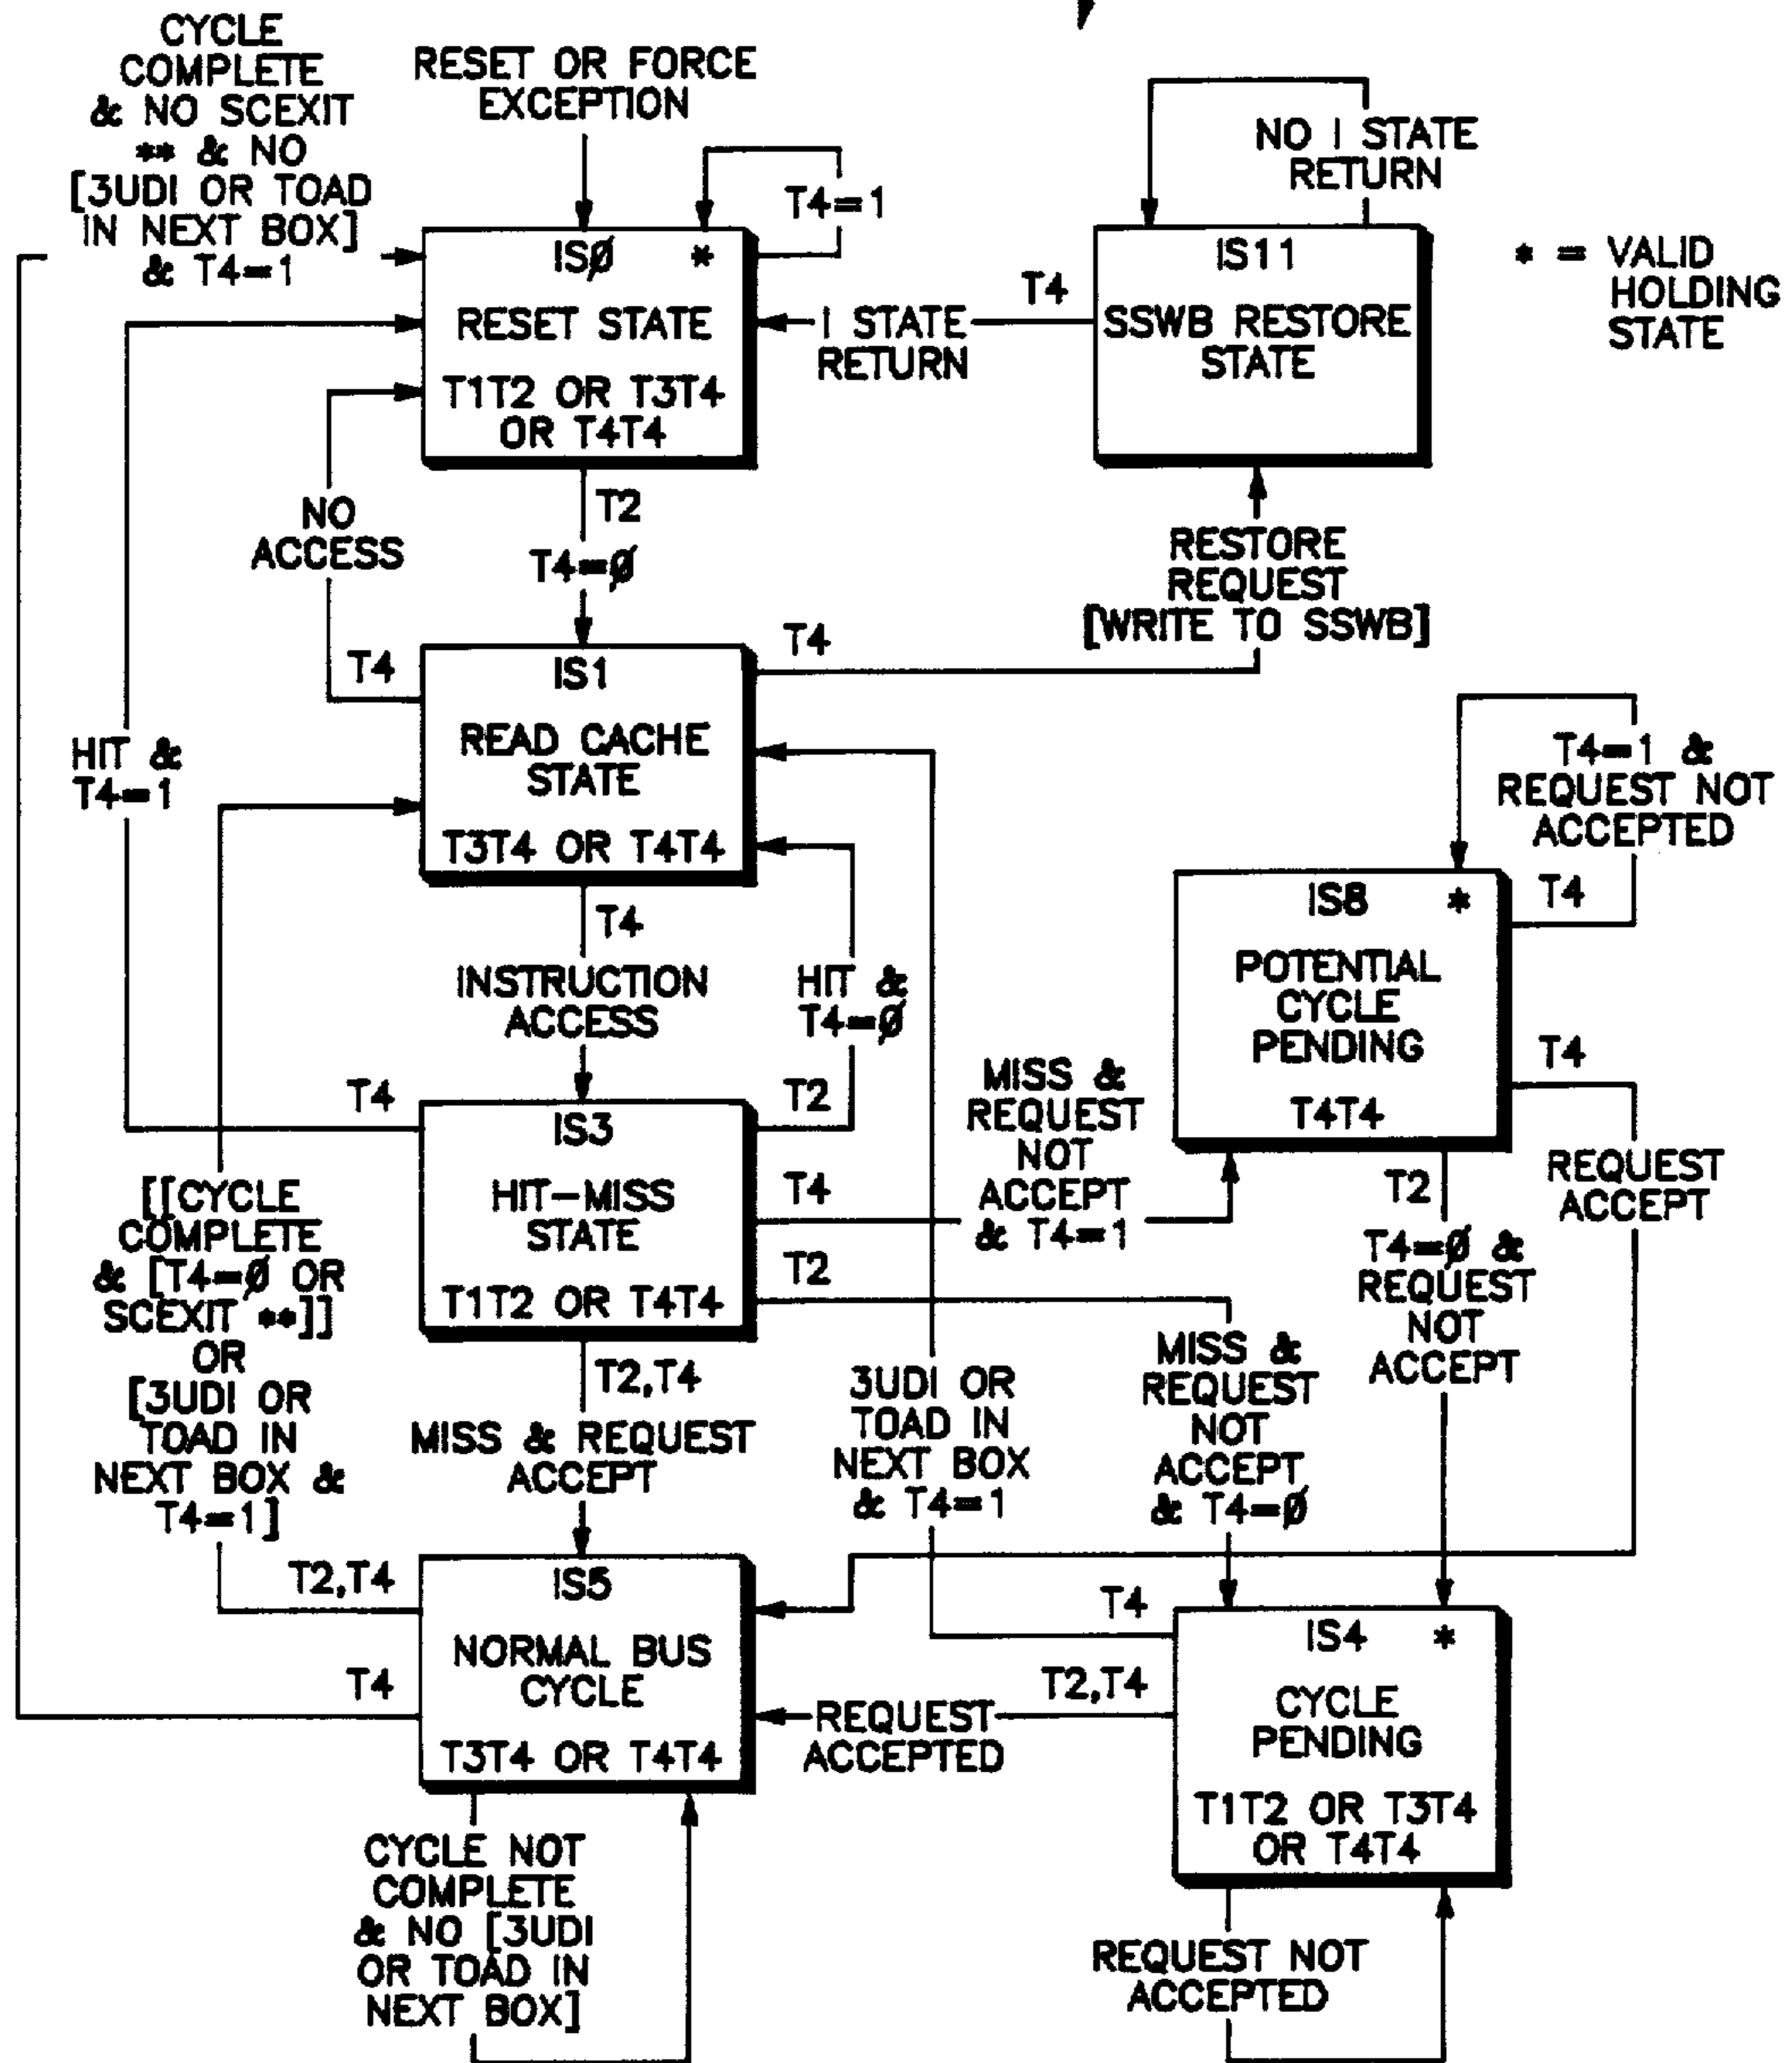 CYCLE
COMPLETE
& NO SCEXIT
** & NO
[3UDI OR TOAD
IN NEXT BOX]
& T4=1
RESET OR FORCE
EXCEPTION
T4=1
NO I STATE
RETURN
ISØ *
RESET STATE
T1T2 OR T3T4
OR T4T4
T4
I STATE
RETURN
IS11
SSWB RESTORE
STATE
* = VALID
HOLDING
STATE
NO
ACCESS
T2
T4=Ø
RESTORE
REQUEST
[WRITE TO SSWB]
T4
T4
IS1
READ CACHE
STATE
T3T4 OR T4T4
HIT &
T4=1
T4=1 &
REQUEST NOT
ACCEPTED
T4
INSTRUCTION
ACCESS
HIT &
T4=Ø
IS8 *
POTENTIAL
CYCLE
PENDING
T4T4
T4
T4
REQUEST
ACCEPT
T4
T2
IS3
HIT-MISS
STATE
T1T2 OR T4T4
T4
MISS &
REQUEST
NOT
ACCEPT
& T4=1
T2
T2
T4=Ø &
REQUEST
NOT
ACCEPT
[[CYCLE
COMPLETE
& [T4=Ø OR
SCEXIT **]]
OR
[3UDI OR
TOAD IN
NEXT BOX &
T4=1]
T2,T4
MISS & REQUEST
ACCEPT
3UDI OR
TOAD IN
NEXT BOX
& T4=1
MISS &
REQUEST
NOT
ACCEPT
& T4=Ø
T2,T4
T4
IS5
NORMAL BUS
CYCLE
T3T4 OR T4T4
T4
T2,T4
REQUEST
ACCEPTED
IS4 *
CYCLE
PENDING
T1T2 OR T3T4
OR T4T4
CYCLE NOT
COMPLETE
& NO [3UDI
OR TOAD IN
NEXT BOX]
REQUEST NOT
ACCEPTED